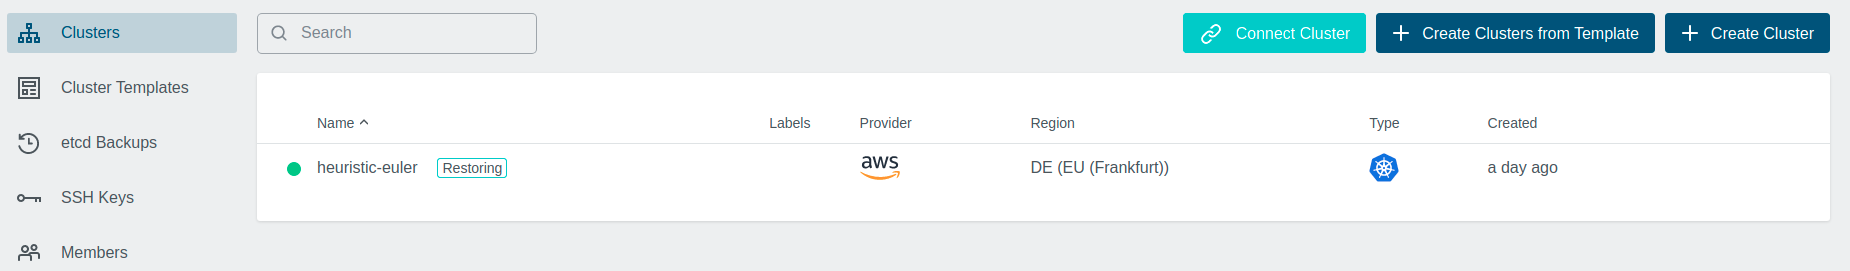 Clusters
Search
Connect Cluster
Create Clusters from Template
Create Cluster
Cluster Templates
etcd Backups
SSH Keys
Members
Name Labels Provider Region Type Created
heuristic-euler Restoring aws DE (EU (Frankfurt)) a day ago